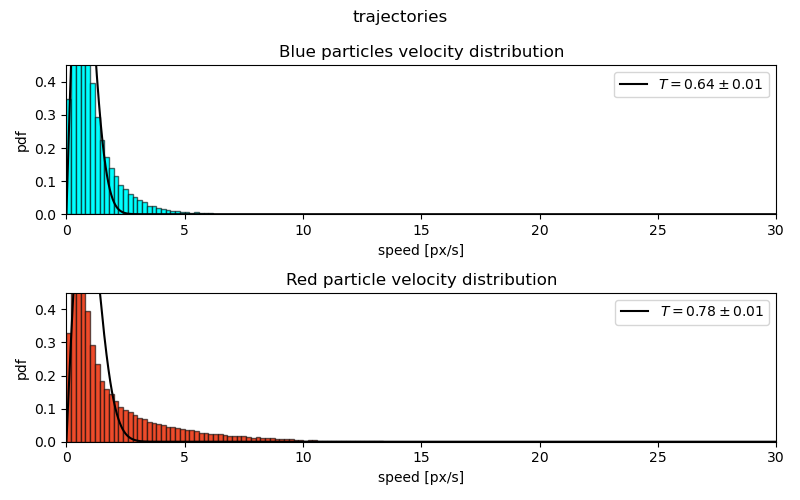 trajectories
Blue particles velocity distribution
0.4
0.3
0.2
0.1
0.0
pdf
T = 0.64 ± 0.01
0 5 10 15 20 25 30
speed [px/s]
Red particle velocity distribution
0.4
0.3
0.2
0.1
0.0
pdf
T = 0.78 ± 0.01
0 5 10 15 20 25 30
speed [px/s]